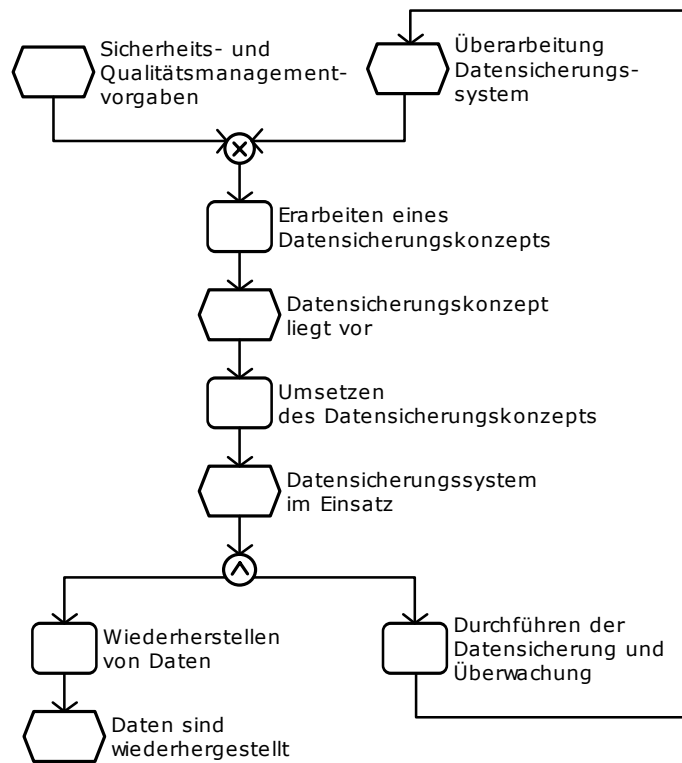 Sicherheits- und
Qualitätsmanagement-
vorgaben
Überarbeitung
Datensicherungs-
system
Erarbeiten eines
Datensicherungskonzepts
Datensicherungskonzept
liegt vor
Umsetzen
des Datensicherungskonzepts
Datensicherungssystem
im Einsatz
Wiederherstellen
von Daten
Durchführen der
Datensicherung und
Überwachung
Daten sind
wiederhergestellt